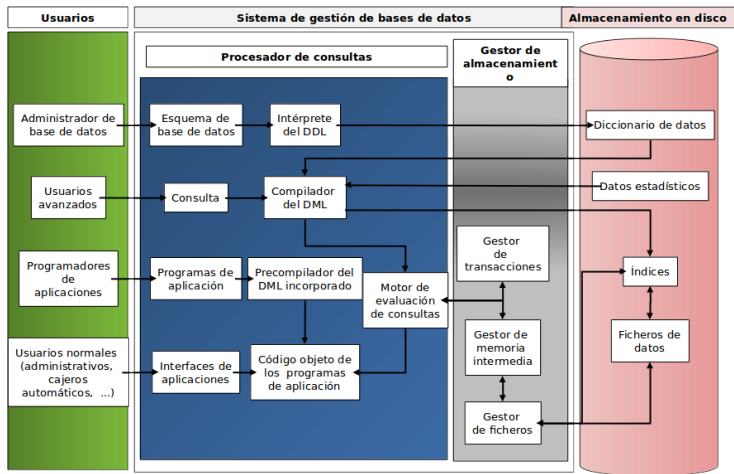 Usuarios
Sistema de gestión de bases de datos
Almacenamiento en disco
Procesador de consultas
Gestor de
almacenamient
o
Administrador de
base de datos
Esquema de
base de datos
Intérprete
del DDL
Diccionario de datos
Usuarios
avanzados
Consulta
Compilador
del DML
Datos estadísticos
Programadores
de
aplicaciones
Programas de
aplicación
Precompilador del
DML incorporado
Motor de
evaluación
de consultas
Gestor
de
transacciones
Índices
Usuarios normales
(administrativos,
cajeros
automáticos, ...)
Interfaces de
aplicaciones
Código objeto de
los programas
de aplicación
Gestor de
memoria
intermedia
Ficheros de
datos
Gestor
de ficheros